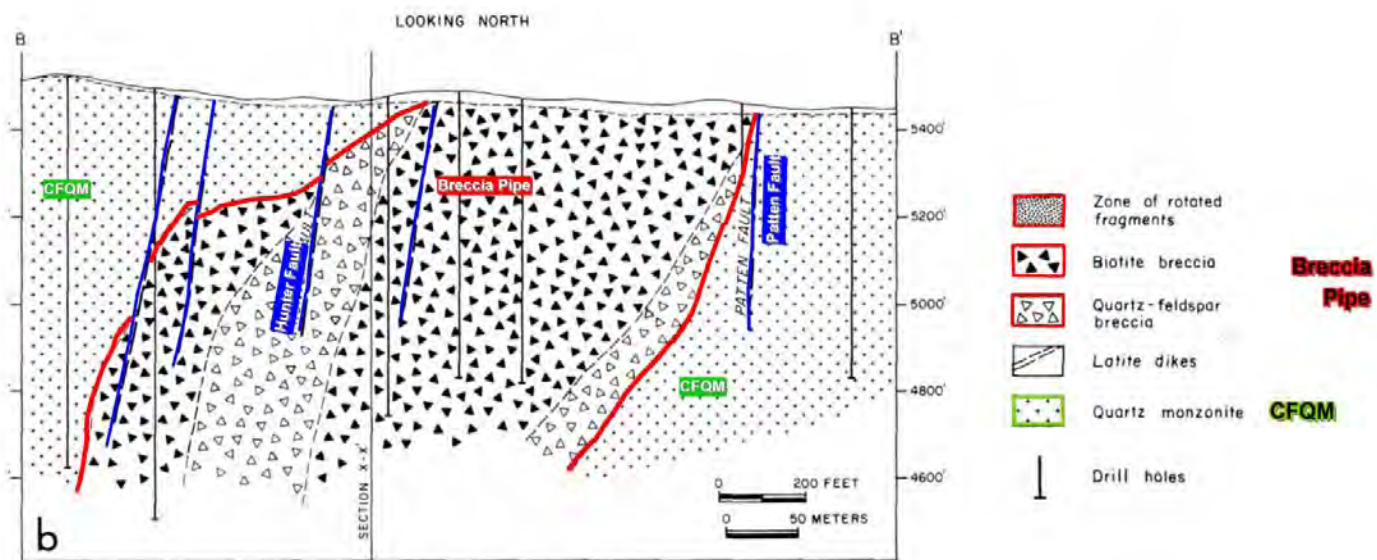 LOOKING NORTH
B
B'
5400'
5200'
5000'
4800'
4600'
CFQM
Breccia Pipe
Hunter Fault
PATTEN FAULT
Patten Fault
CFQM
SECTION X-X'
0 200 FEET
0 50 METERS
b
Zone of rotated
fragments
Biotite breccia
Quartz-feldspar
breccia
Latite dikes
Quartz monzonite
Drill holes
Breccia
Pipe
CFQM